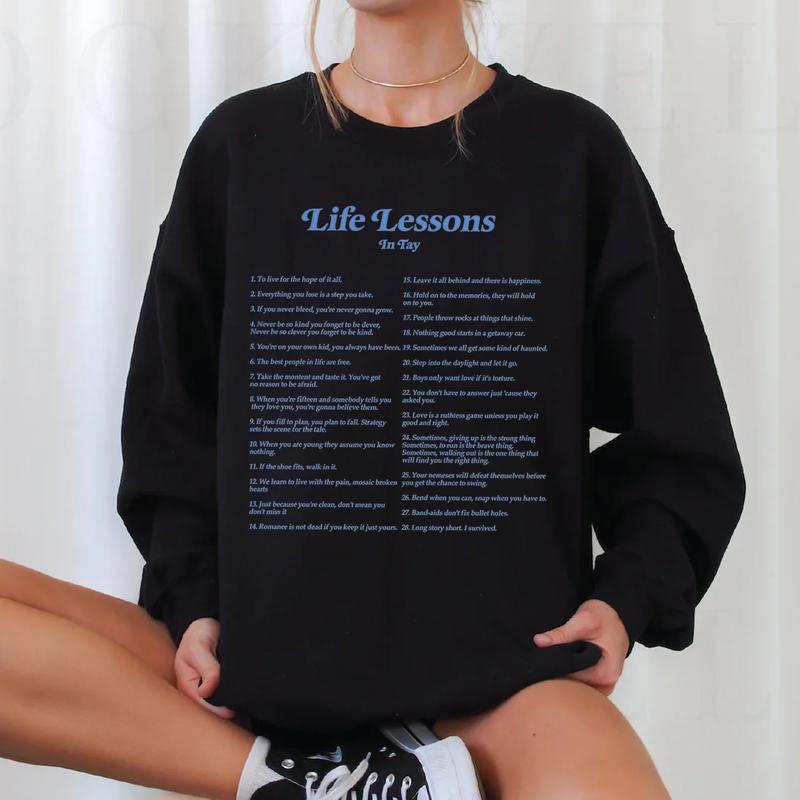 Life Lessons
In Tay
1. To live for the hope of it all.
2. Everything you lose is a step you take.
3. If you never bleed, you're never gonna grow.
4. Never be so kind you forget to be clever,
Never be so clever you forget to be kind.
5. You're on your own kid, you always have been.
6. The best people in life are free.
7. Take the moment and taste it. You've got
no reason to be afraid.
8. When you're fifteen and somebody tells you
they love you, you're gonna believe them.
9. If you fail to plan, you plan to fall. Strategy
sets the scene for the tale.
10. When you are young they assume you know
nothing.
11. If the shoe fits, walk in it.
12. We learn to live with the pain, mosaic broken
hearts
13. Just because you're clean, don't mean you
don't miss it
14. Romance is not dead if you keep it just yours.
15. Leave it all behind and there is happiness.
16. Hold on to the memories, they will hold
on to you.
17. People throw rocks at things that shine.
18. Nothing good starts in a getaway car.
19. Sometimes we all get some kind of haunted.
20. Step into the daylight and let it go.
21. Boys only want love if it's torture.
22. You don't have to answer just 'cause they
asked you.
23. Love is a ruthless game unless you play it
good and right.
24. Sometimes, giving up is the strong thing
Sometimes, to run is the brave thing.
Sometimes, walking out is the one thing that
will find you the right thing.
25. Your nemeses will defeat themselves before
you get the chance to swing.
26. Bend when you can, snap when you have to.
27. Band-aids don't fix bullet holes.
28. Long story short. I survived.